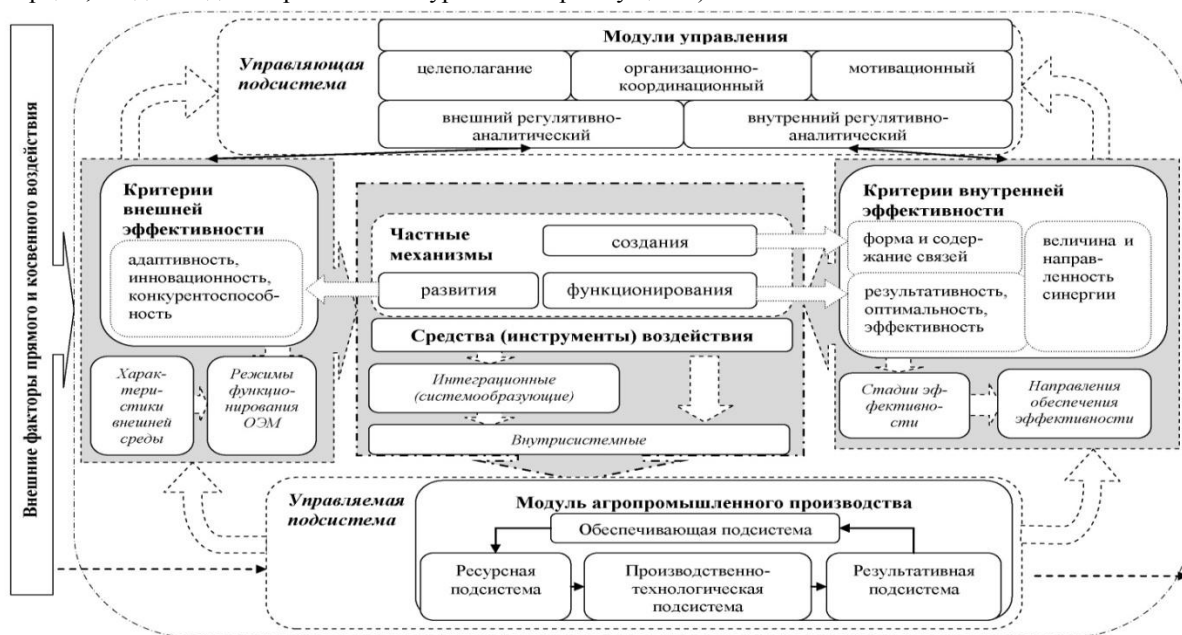 Внешние факторы прямого и косвенного воздействия
Модули управления
Управляющая
подсистема
целеполагание
организационно-
координационный
мотивационный
внешний регулятивно-
аналитический
внутренний регулятивно-
аналитический
Критерии
внешней
эффективности
адаптивность,
инновационность,
конкурентоспособ-
ность
Харак-
тери-
стики
внешней
среды
Режимы
функцио-
нирования
ОЭМ
Частные
механизмы
создания
развития
функционирования
Средства (инструменты) воздействия
Интеграционные
(системообразующие)
Внутрисистемные
Критерии внутренней
эффективности
форма и содер-
жание связей
результативность,
оптимальность,
эффективность
величина и
направ-
ленность
синергии
Стадии эф-
фективно-
сти
Направления
обеспечения
эффективности
Управляемая
подсистема
Модуль агропромышленного производства
Обеспечивающая подсистема
Ресурсная
подсистема
Производственно-
технологическая
подсистема
Результативная
подсистема